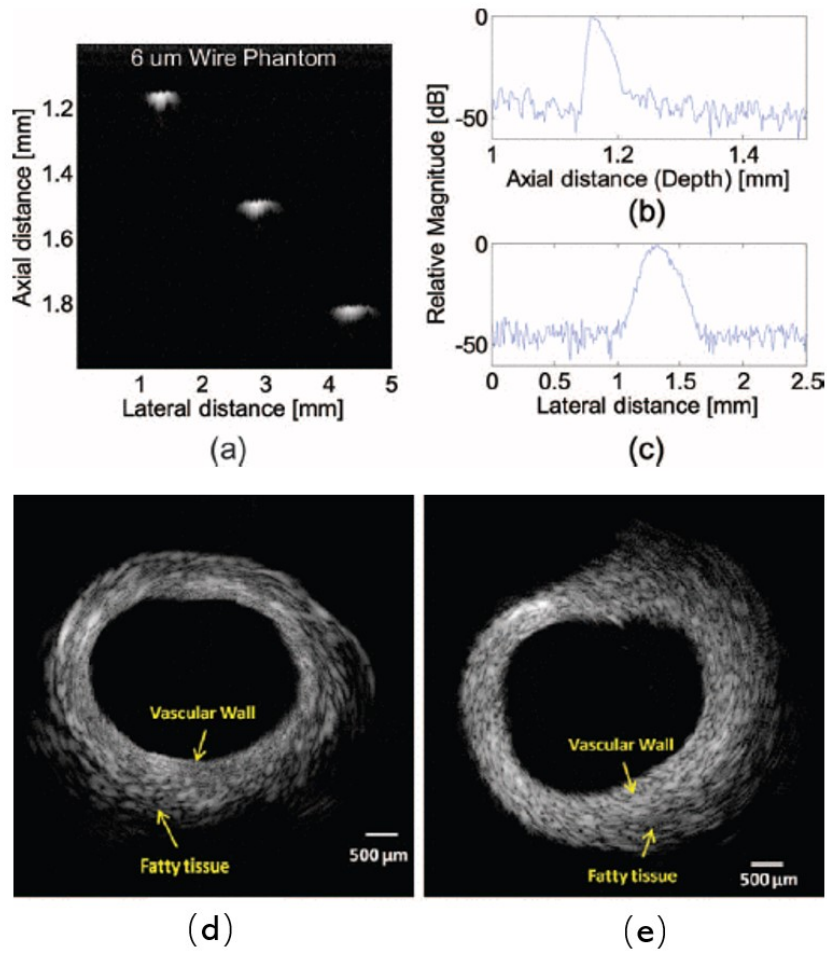 6 um Wire Phantom
Axial distance [mm]
1.2
1.4
1.6
1.8
1 2 3 4 5
Lateral distance [mm]
(a)
Relative Magnitude [dB]
0
-50
1 1.2 1.4
Axial distance (Depth) [mm]
(b)
0
-50
0 0.5 1 1.5 2 2.5
Lateral distance [mm]
(c)
Vascular Wall
Fatty tissue
500 µm
(d)
Vascular Wall
Fatty tissue
500 µm
(e)